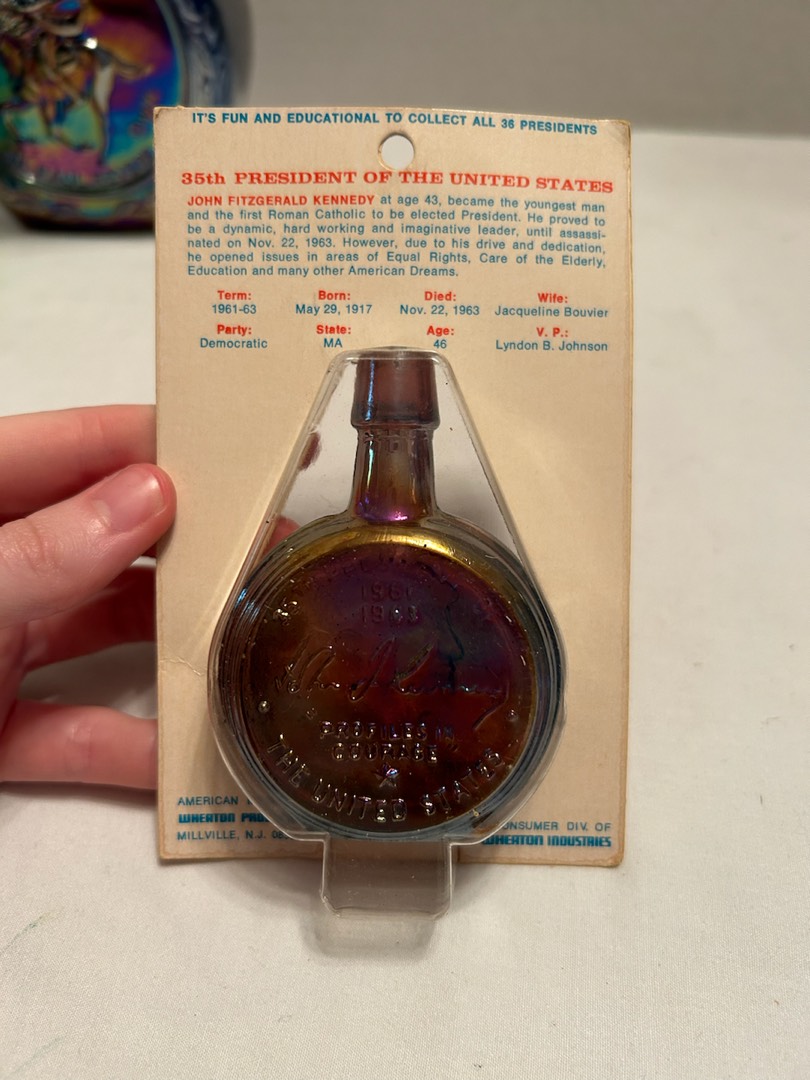 IT'S FUN AND EDUCATIONAL TO COLLECT ALL 36 PRESIDENTS
35th PRESIDENT OF THE UNITED STATES
JOHN FITZGERALD KENNEDY at age 43, became the youngest man
and the first Roman Catholic to be elected President. He proved to
be a dynamic, hard working and imaginative leader, until assassi-
nated on Nov. 22, 1963. However, due to his drive and dedication,
he opened issues in areas of Equal Rights, Care of the Elderly,
Education and many other American Dreams.
Term: Born: Died: Wife:
1961-63 May 29, 1917 Nov. 22, 1963 Jacqueline Bouvier
Party: State: Age: V. P.:
Democratic MA 46 Lyndon B. Johnson
1961
1963
PROFILES IN
COURAGE
THE UNITED STATES
AMERICAN
WHEATON
CONSUMER DIV. OF
MILLVILLE, N.J.
WHEATON INDUSTRIES